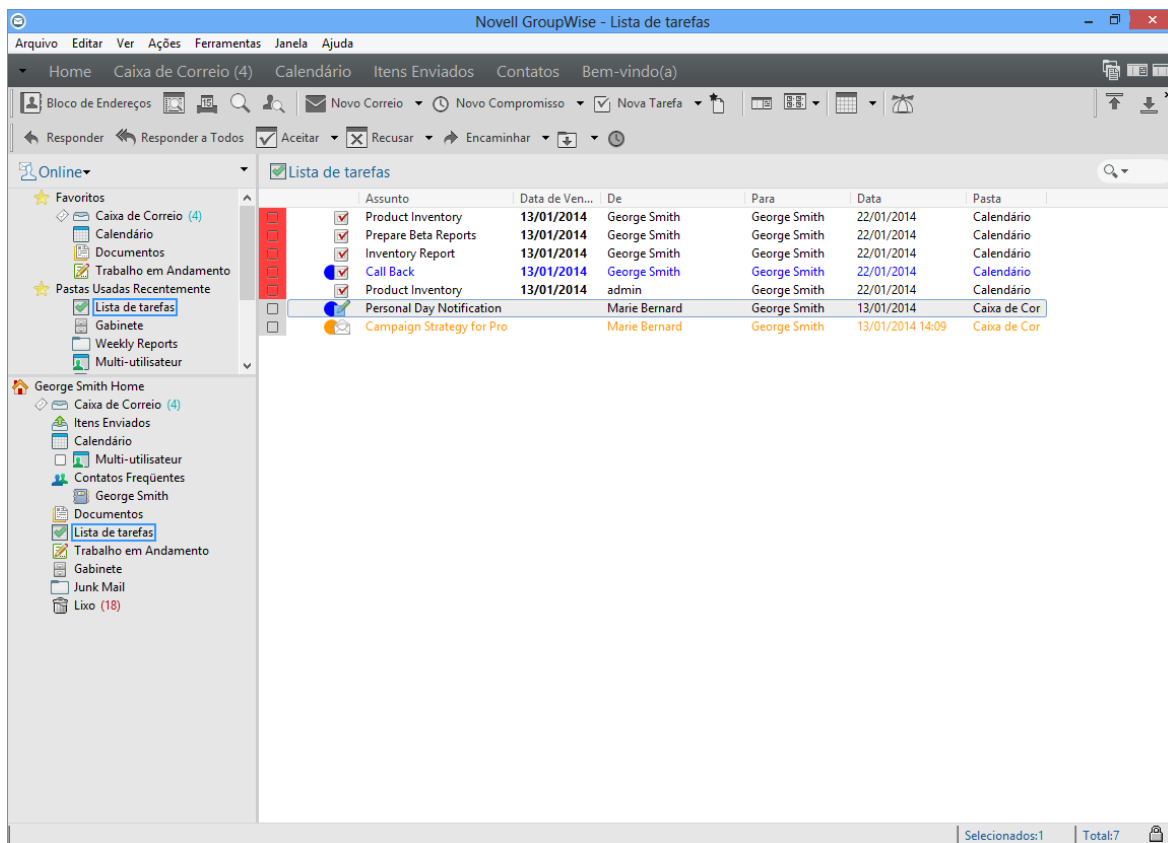 Novell GroupWise - Lista de tarefas
Arquivo Editar Ver Ações Ferramentas Janela Ajuda
Home Caixa de Correio (4) Calendário Itens Enviados Contatos Bem-vindo(a)
Bloco de Endereços 15 Novo Correio Novo Compromisso Nova Tarefa
Responder Responder a Todos Aceitar Recusar Encaminhar
Online Lista de tarefas
Favoritos
Caixa de Correio (4)
Calendário
Documentos
Trabalho em Andamento
Pastas Usadas Recentemente
Lista de tarefas
Gabinete
Weekly Reports
Multi-utilisateur
George Smith Home
Caixa de Correio (4)
Itens Enviados
Calendário
Multi-utilisateur
Contatos Freqüentes
George Smith
Documentos
Lista de tarefas
Trabalho em Andamento
Gabinete
Junk Mail
Lixo (18)
Assunto Data de Ven... De Para Data Pasta
Product Inventory 13/01/2014 George Smith George Smith 22/01/2014 Calendário
Prepare Beta Reports 13/01/2014 George Smith George Smith 22/01/2014 Calendário
Inventory Report 13/01/2014 George Smith George Smith 22/01/2014 Calendário
Call Back 13/01/2014 George Smith George Smith 22/01/2014 Calendário
Product Inventory 13/01/2014 admin George Smith 22/01/2014 Calendário
Personal Day Notification Marie Bernard George Smith 13/01/2014 Caixa de Cor
Campaign Strategy for Pro Marie Bernard George Smith 13/01/2014 14:09 Caixa de Cor
Selecionados:1 Total:7